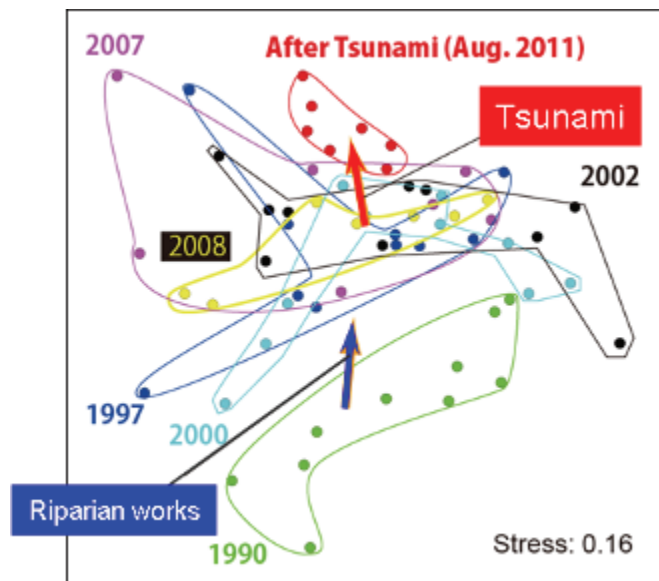 2007
After Tsunami (Aug. 2011)
Tsunami
2002
2008
1997
2000
Riparian works
1990
Stress: 0.16